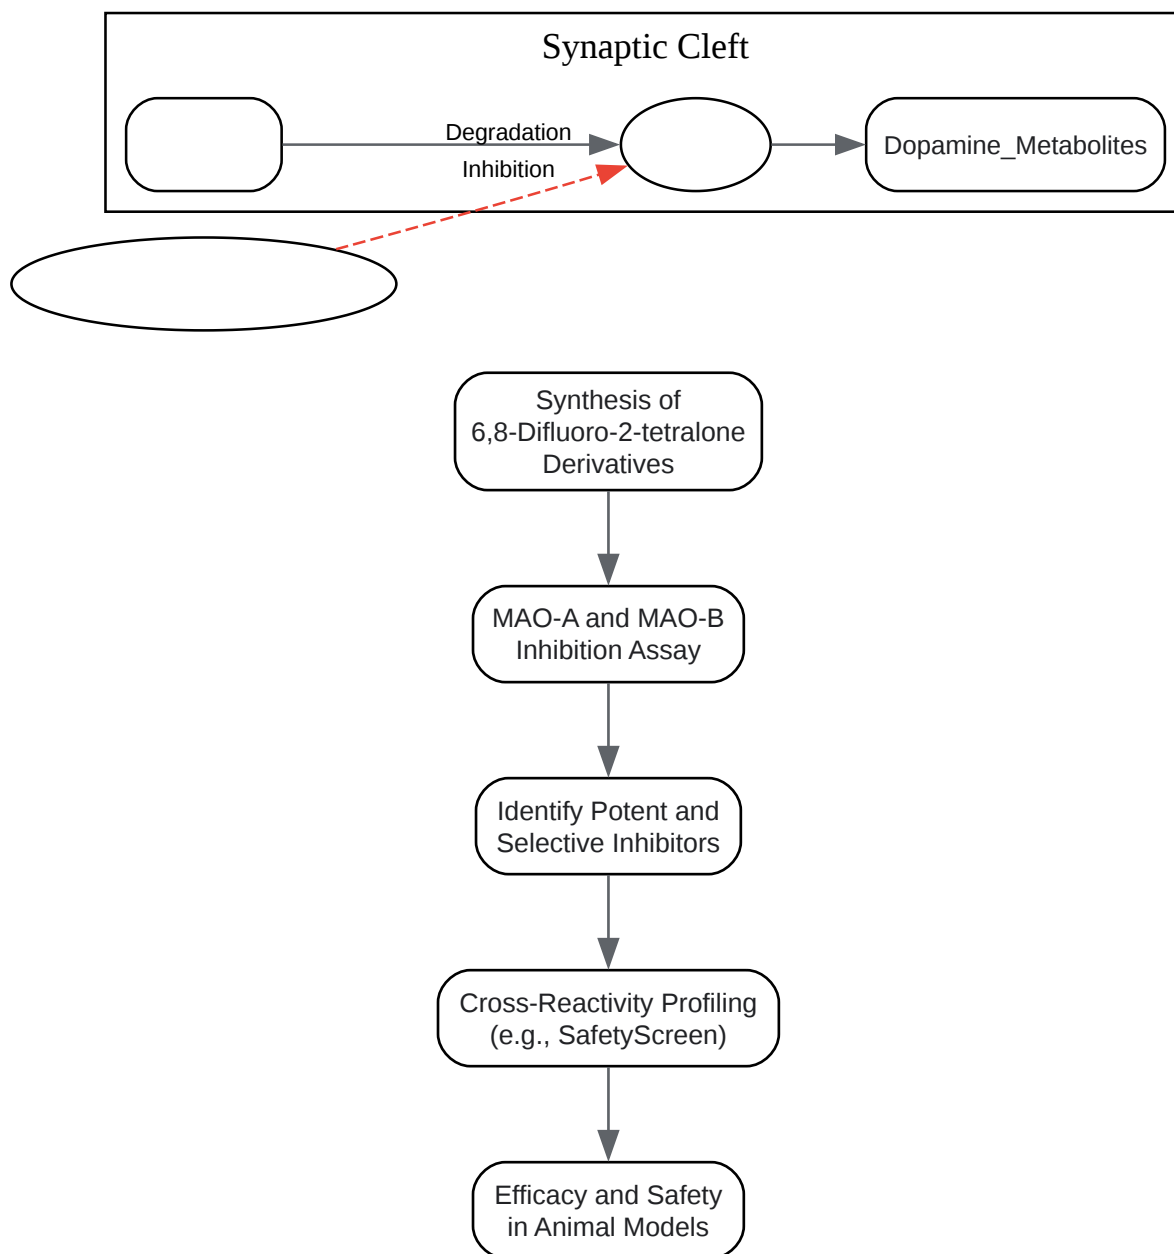 Synaptic Cleft
Degradation
Inhibition
Dopamine_Metabolites
Synthesis of
6,8-Difluoro-2-tetralone
Derivatives
MAO-A and MAO-B
Inhibition Assay
Identify Potent and
Selective Inhibitors
Cross-Reactivity Profiling
(e.g., SafetyScreen)
Efficacy and Safety
in Animal Models